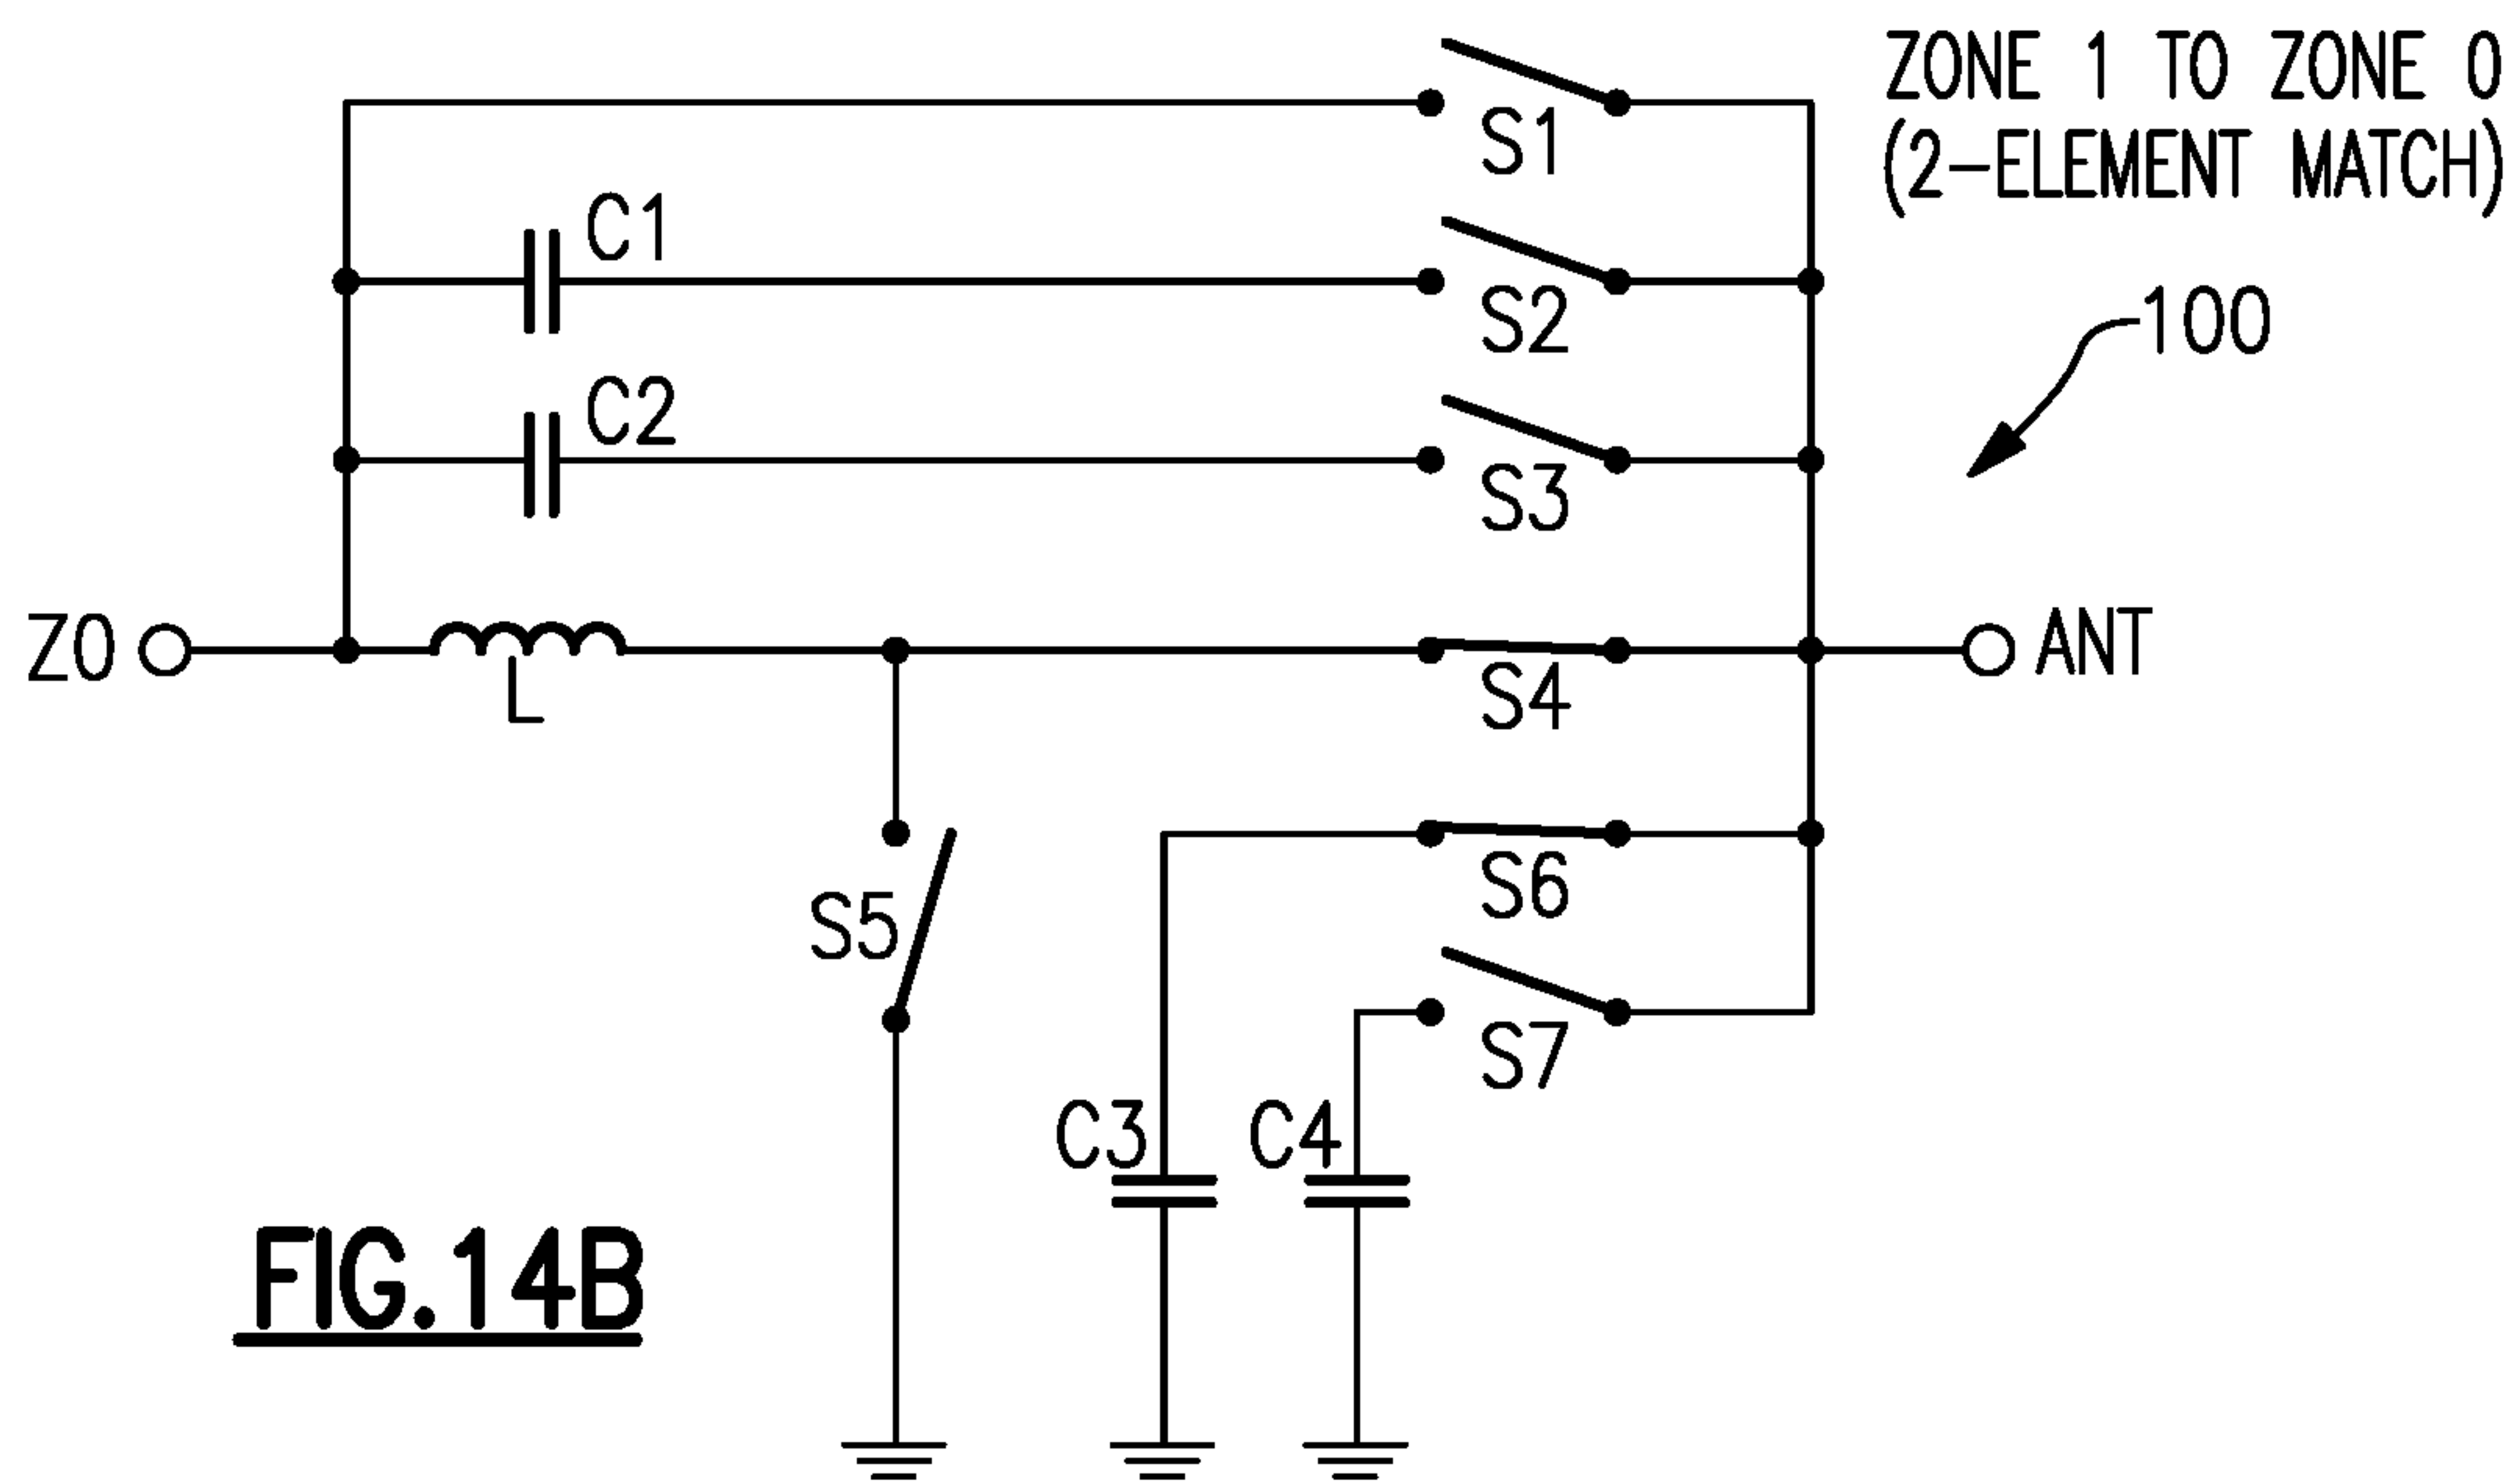 ZONE 1 TO ZONE 0
(2-ELEMENT MATCH)
S1
C1
S2
100
C2
S3
Z0
L
S4
ANT
S5
S6
S7
C3
C4
FIG.14B